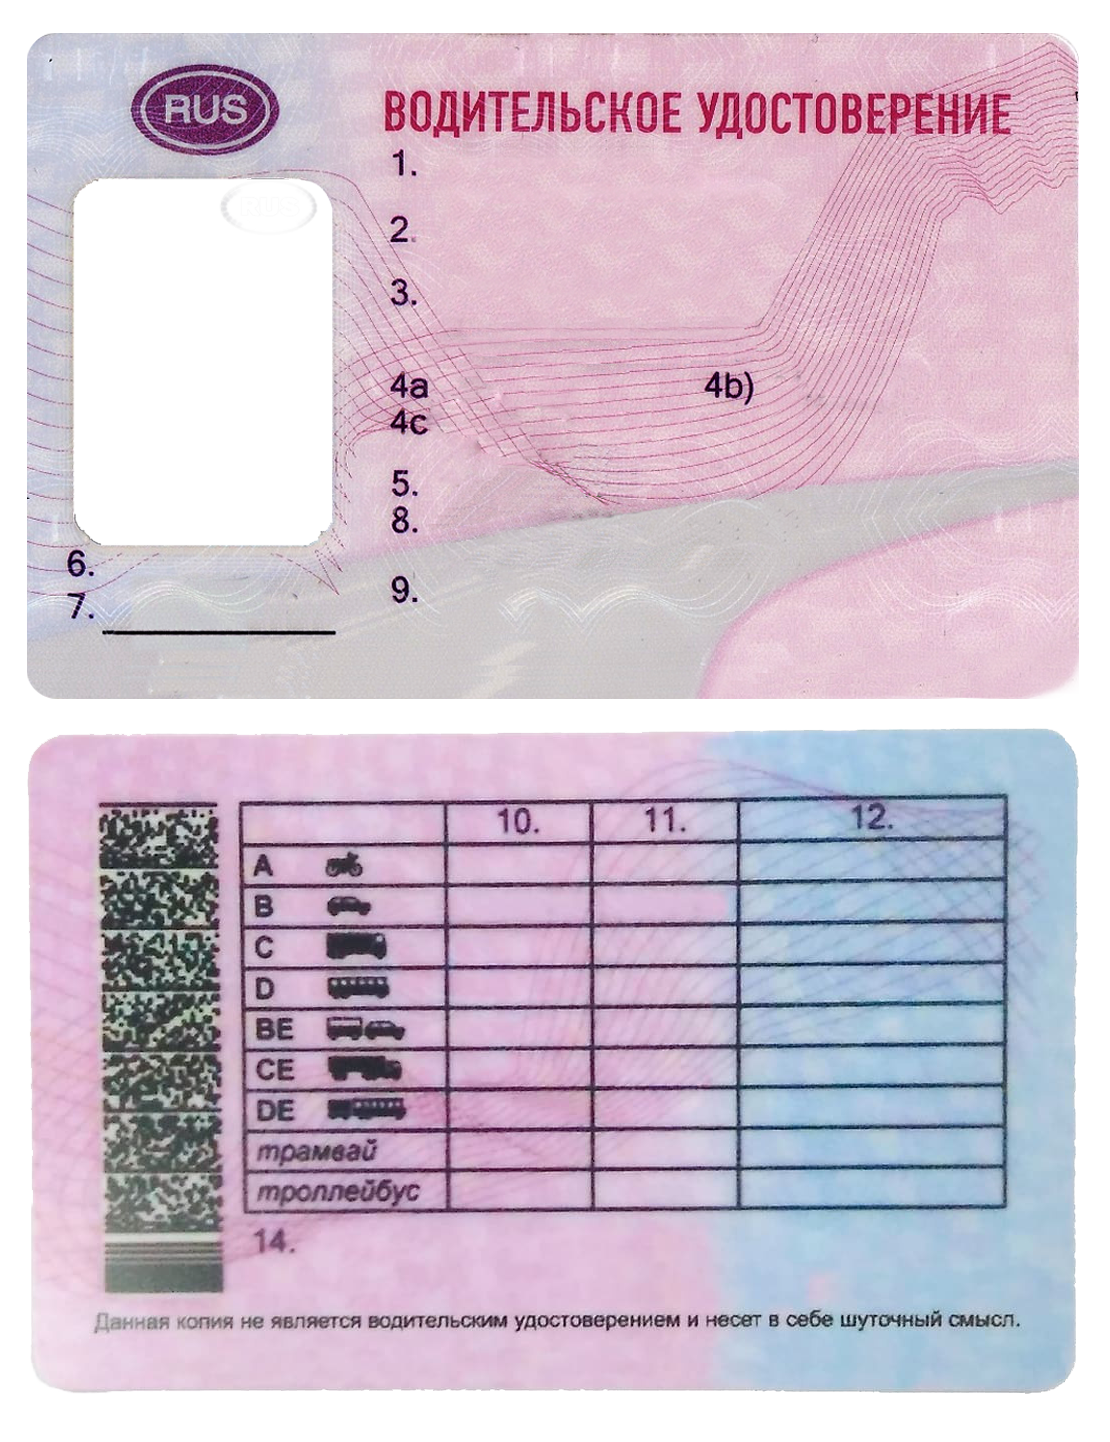 RUS
ВОДИТЕЛЬСКОЕ УДОСТОВЕРЕНИЕ
1.
RUS
2.
3.
4a 4b)
4c
5.
8.
6.
9.
7.
10. 11. 12.
A
B
C
D
BE
CE
DE
трамвай
троллейбус
14.
Данная копия не является водительским удостоверением и несет в себе шуточный смысл.